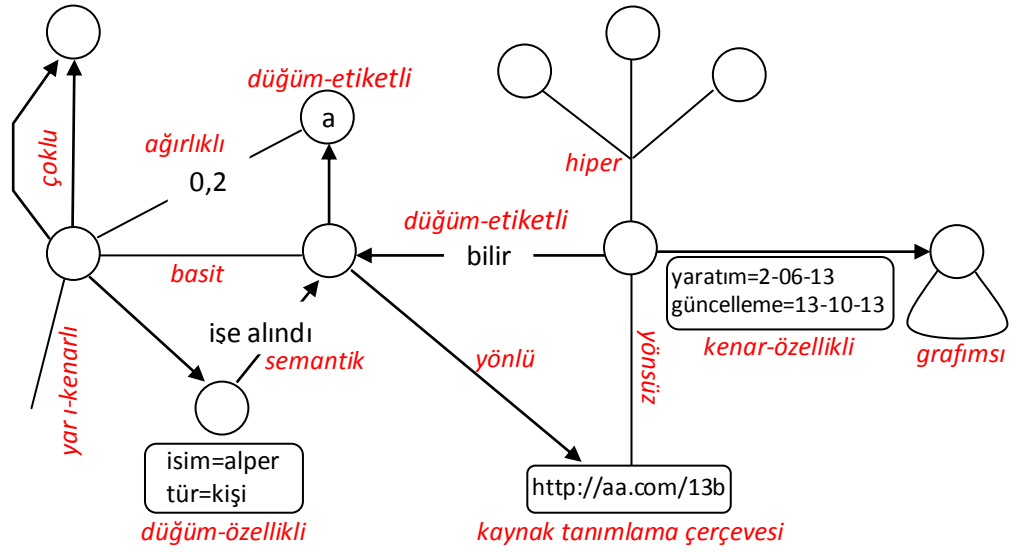 düğüm-etiketli
a
ağırlıklı
0,2
çoklu
hiper
düğüm-etiketli
bilir
basit
yaratım=2-06-13
güncelleme=13-10-13
kenar-özellikli
grafımsı
işe alındı
semantik
yönlü
yönsüz
yar ı-kenarlı
isim=alper
tür=kişi
düğüm-özellikli
http://aa.com/13b
kaynak tanımlama çerçevesi